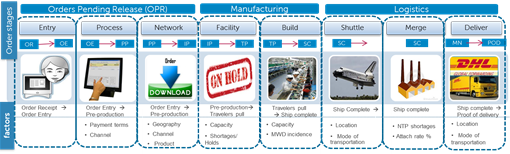 Orders Pending Release (OPR)
Manufacturing
Logistics
Order stages
Entry
Process
Network
Facility
Build
Shuttle
Merge
Deliver
OR OE
OE PP
PP IP
IP TP
TP SC
SC
SC
MN POD
Order
DOWNLOAD
ON HOLD
DHL
GLOBAL FORWARDING
factors
Order Receipt →
Order Entry
Order Entry →
Pre-production
• Payment terms
• Channel
Order Entry →
Pre-production
• Geography
• Channel
• Product
Pre-production→
Travelers pull
• Capacity
• Shortages/
Holds
Travelers pull
→ Ship complete
• Capacity
• MWD incidence
Ship Complete →
• Location
• Mode of
transportation
Ship complete
• NTP shortages
• Attach rate %
Ship complete →
Proof of delivery
• Location
• Mode of
transportation